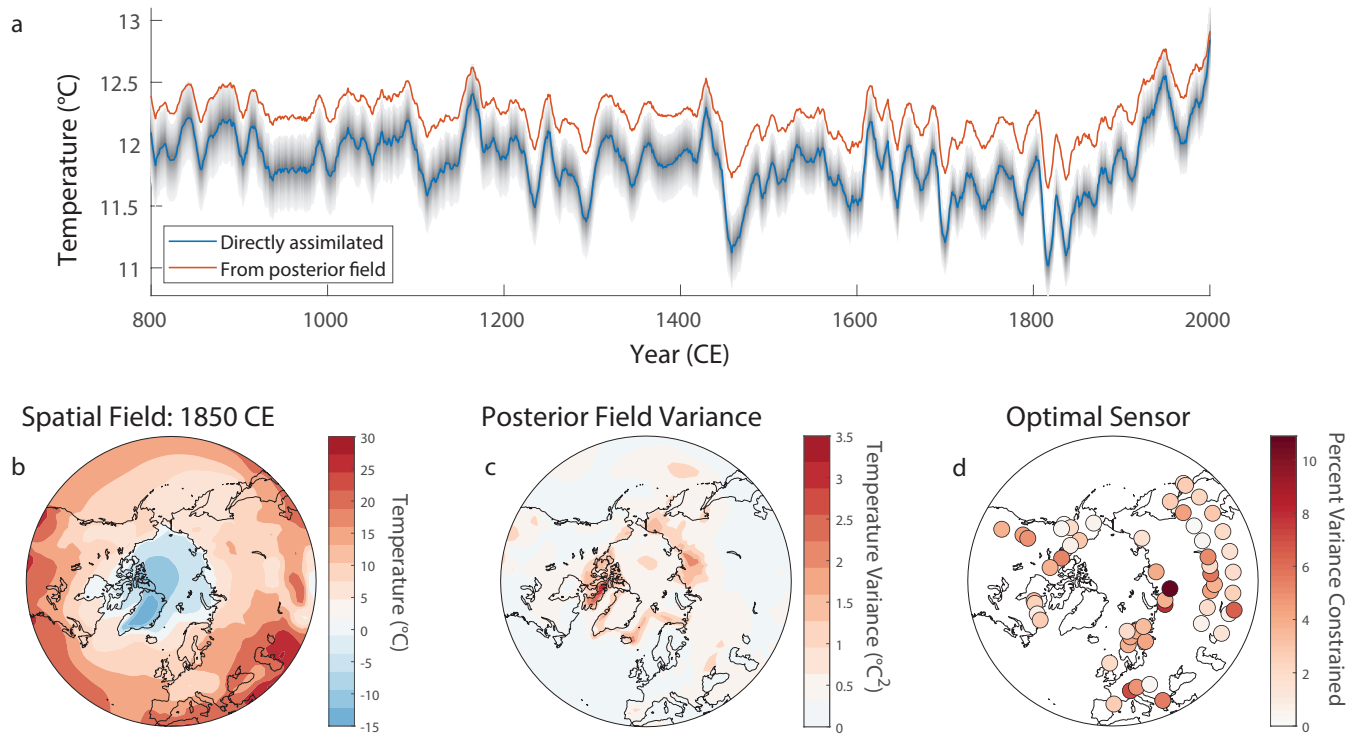 a
13
12.5
12
11.5
11
Temperature (°C)
Directly assimilated
From posterior field
800
1000
1200
1400
1600
1800
2000
Year (CE)
Spatial Field: 1850 CE
b
30
25
20
15
10
5
0
-5
-10
-15
Temperature (°C)
Posterior Field Variance
c
3.5
3
2.5
2
1.5
1
0.5
0
Temperature Variance (°C²)
Optimal Sensor
d
10
8
6
4
2
0
Percent Variance Constrained